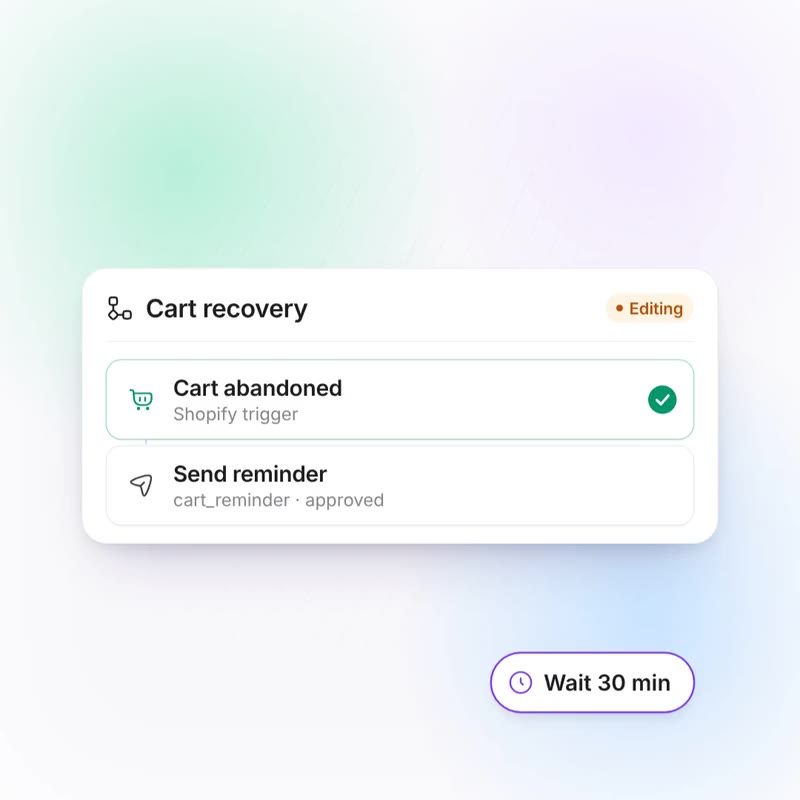 Cart recovery
Editing
Cart abandoned
Shopify trigger
Send reminder
cart_reminder · approved
Wait 30 min